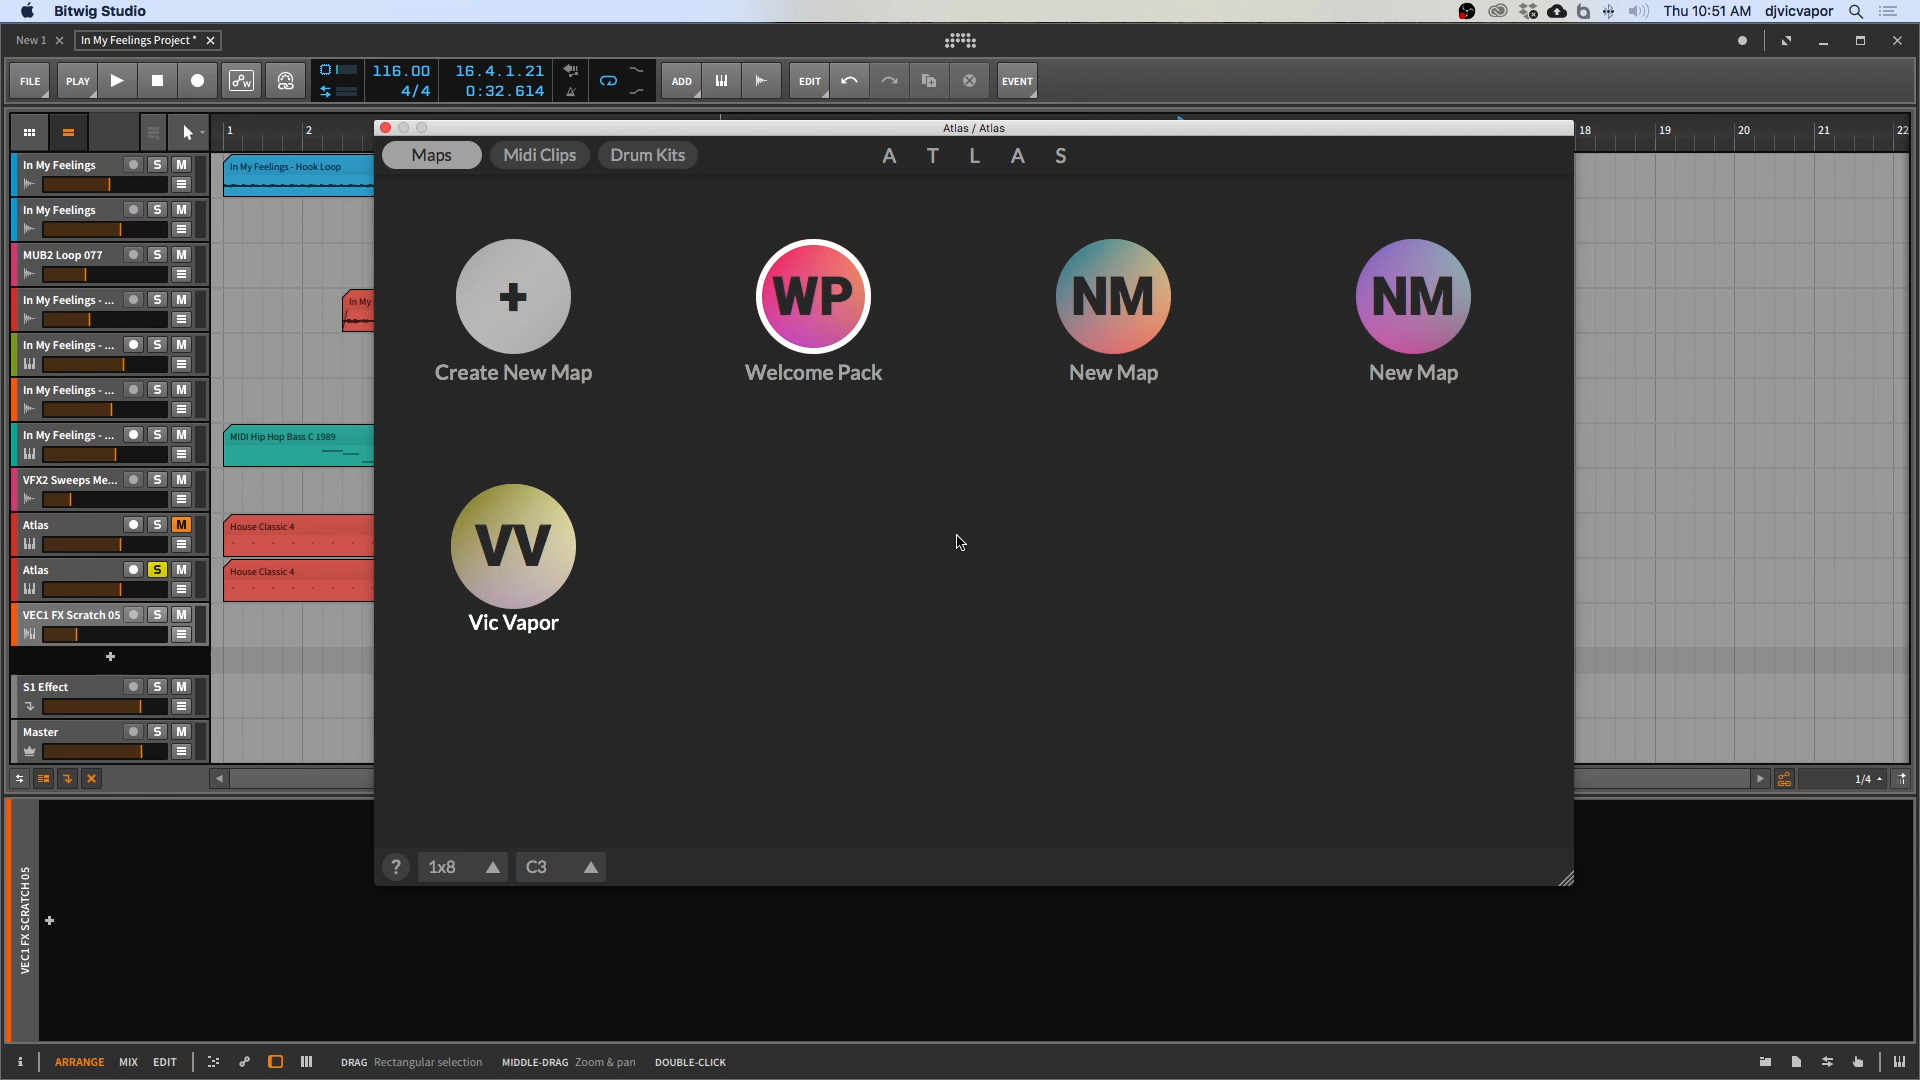 Bitwig Studio
Thu 10:51 AM djvicvapor
New 1
In My Feelings Project *
FILE PLAY
116.00
4/4
16.4.1.21
0:32.614
ADD EDIT EVENT
1 2
18 19 20 21 22
Atlas / Atlas
Maps Midi Clips Drum Kits
A T L A S
In My Feelings S M
In My Feelings - Hook Loop
In My Feelings S M
MUB2 Loop 077 S M
In My Feelings - ... S M
In My
In My Feelings - ... S M
In My Feelings - ... S M
In My Feelings - ... S M
MIDI Hip Hop Bass C 1989
VFX2 Sweeps Me... S M
Atlas S M
House Classic 4
Atlas S M
House Classic 4
VEC1 FX Scratch 05 S M
+
S1 Effect S M
Master S M
+
Create New Map
WP
Welcome Pack
NM
New Map
NM
New Map
VV
Vic Vapor
? 1x8 C3
1/4
VEC1 FX SCRATCH 05
+
i ARRANGE MIX EDIT
DRAG Rectangular selection MIDDLE-DRAG Zoom & pan DOUBLE-CLICK